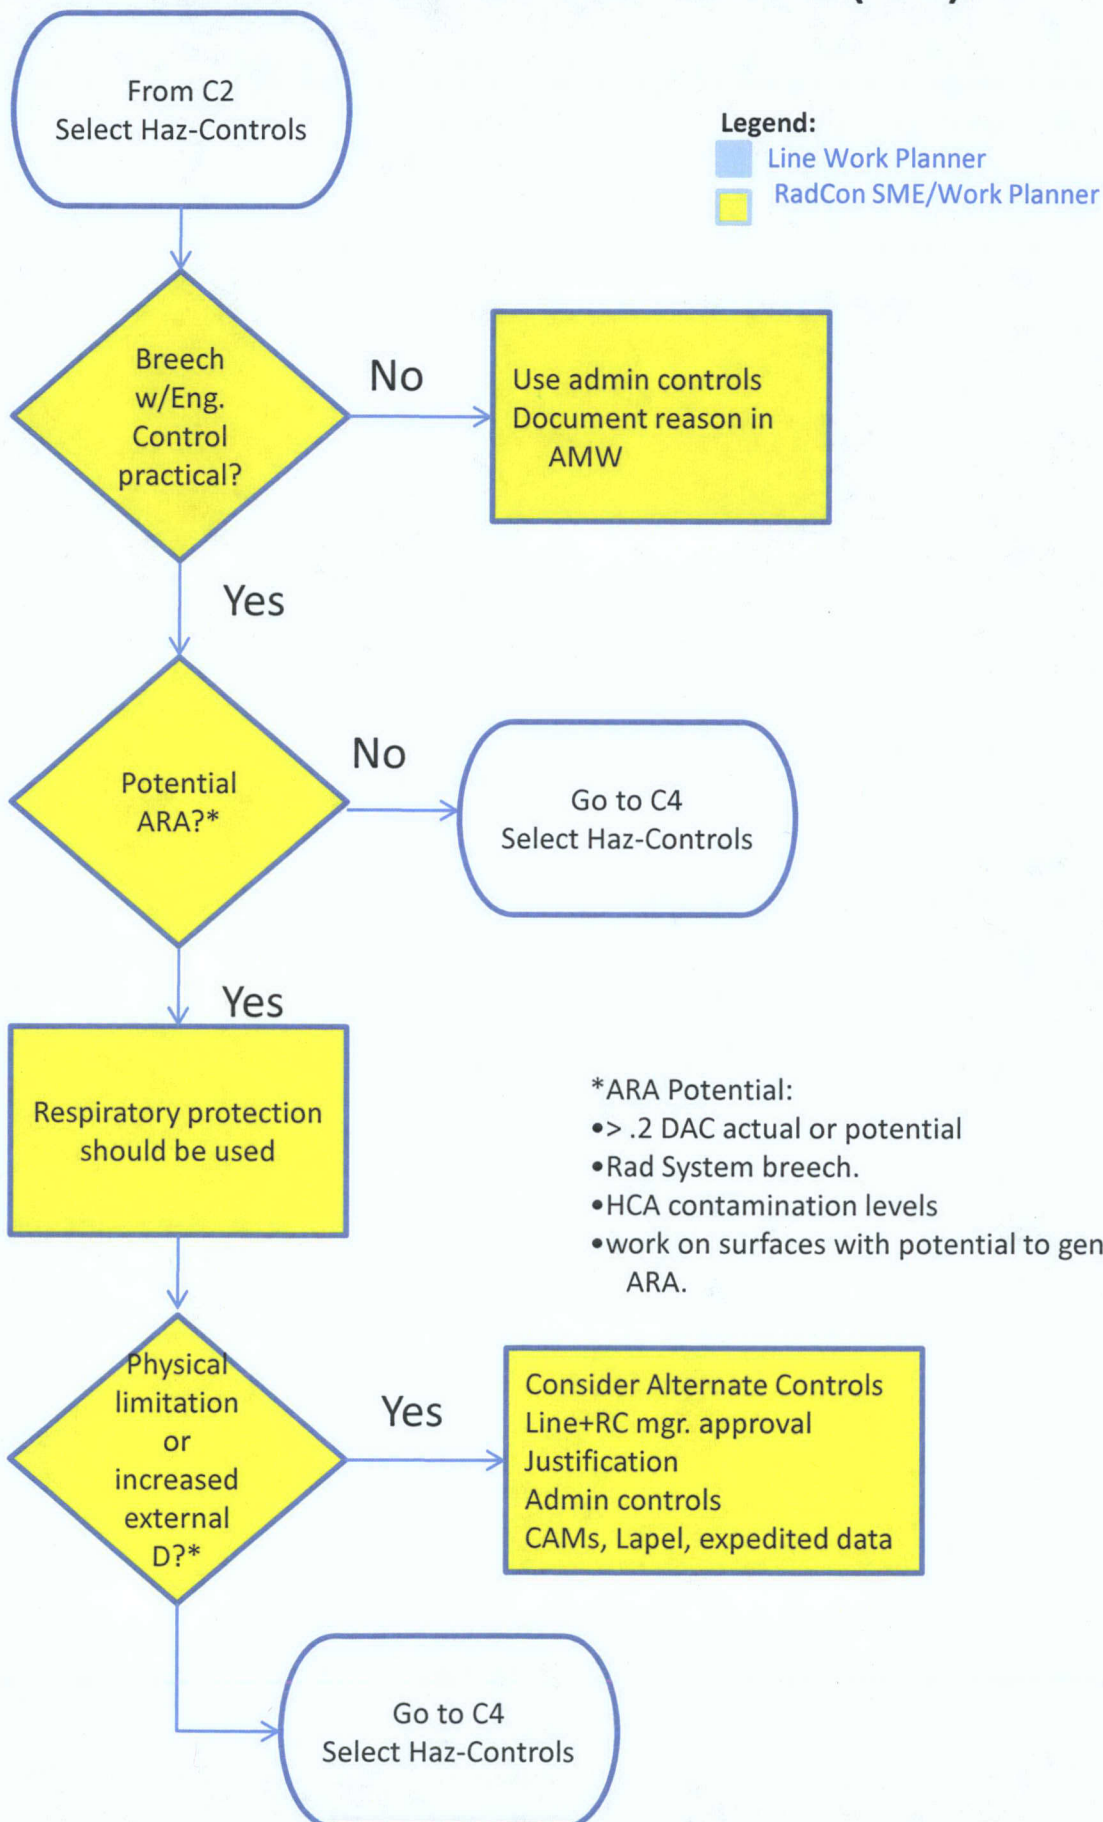 From C2
Select Haz-Controls
Legend:
Line Work Planner
RadCon SME/Work Planner
Breech
w/Eng.
Control
practical?
No
Use admin controls
Document reason in
AMW
Yes
Potential
ARA?*
No
Go to C4
Select Haz-Controls
Yes
Respiratory protection
should be used
*ARA Potential:
•> .2 DAC actual or potential
•Rad System breech.
•HCA contamination levels
•work on surfaces with potential to gen
ARA.
Physical
limitation
or
increased
external
D?*
Yes
Consider Alternate Controls
Line+RC mgr. approval
Justification
Admin controls
CAMs, Lapel, expedited data
Go to C4
Select Haz-Controls